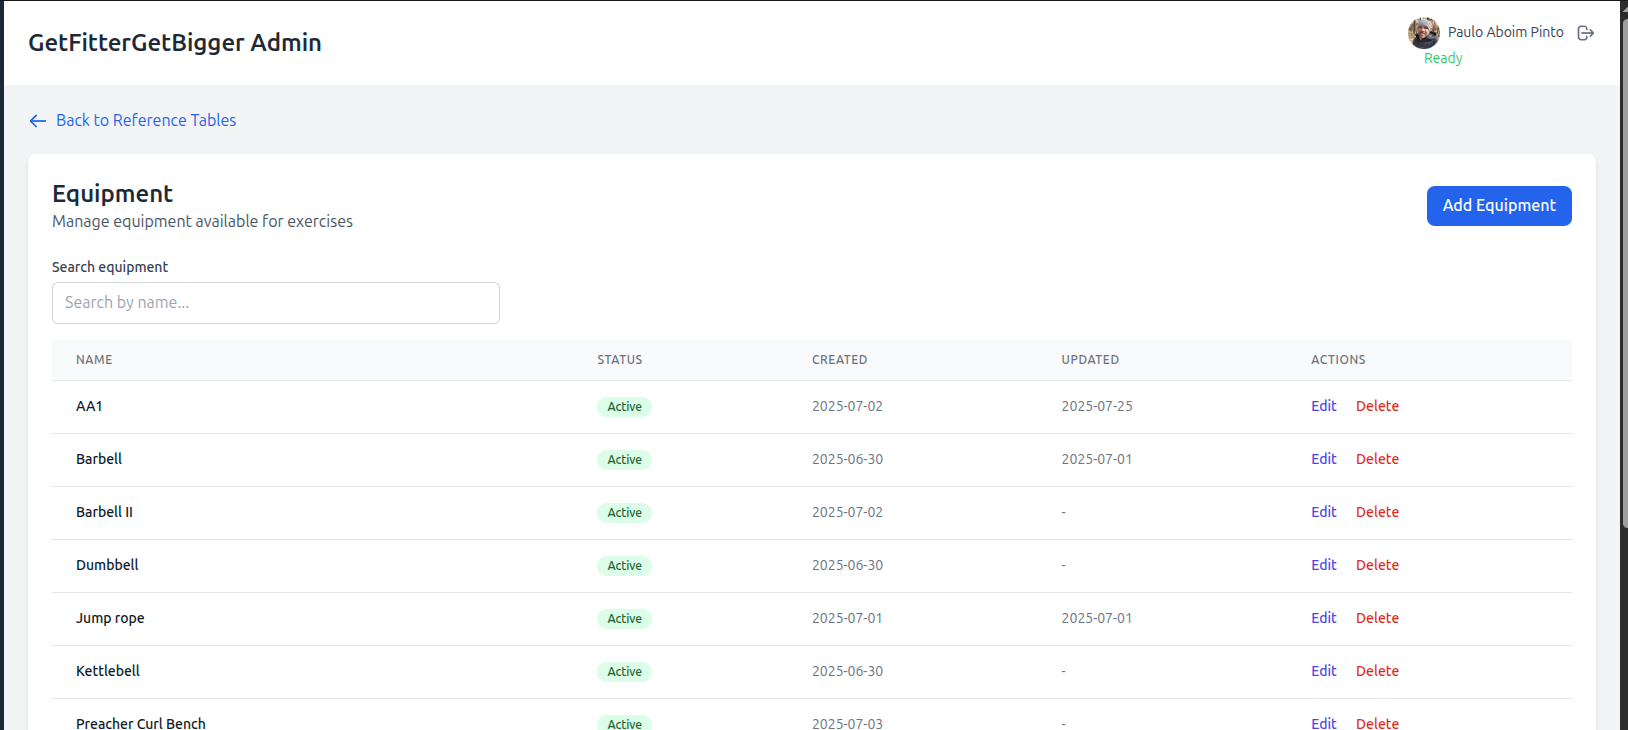 GetFitterGetBigger Admin
Paulo Aboim Pinto
Ready
Back to Reference Tables
Equipment
Manage equipment available for exercises
Add Equipment
Search equipment
Search by name...
NAME STATUS CREATED UPDATED ACTIONS
AA1 Active 2025-07-02 2025-07-25 Edit Delete
Barbell Active 2025-06-30 2025-07-01 Edit Delete
Barbell II Active 2025-07-02 - Edit Delete
Dumbbell Active 2025-06-30 - Edit Delete
Jump rope Active 2025-07-01 2025-07-01 Edit Delete
Kettlebell Active 2025-06-30 - Edit Delete
Preacher Curl Bench Active 2025-07-03 - Edit Delete